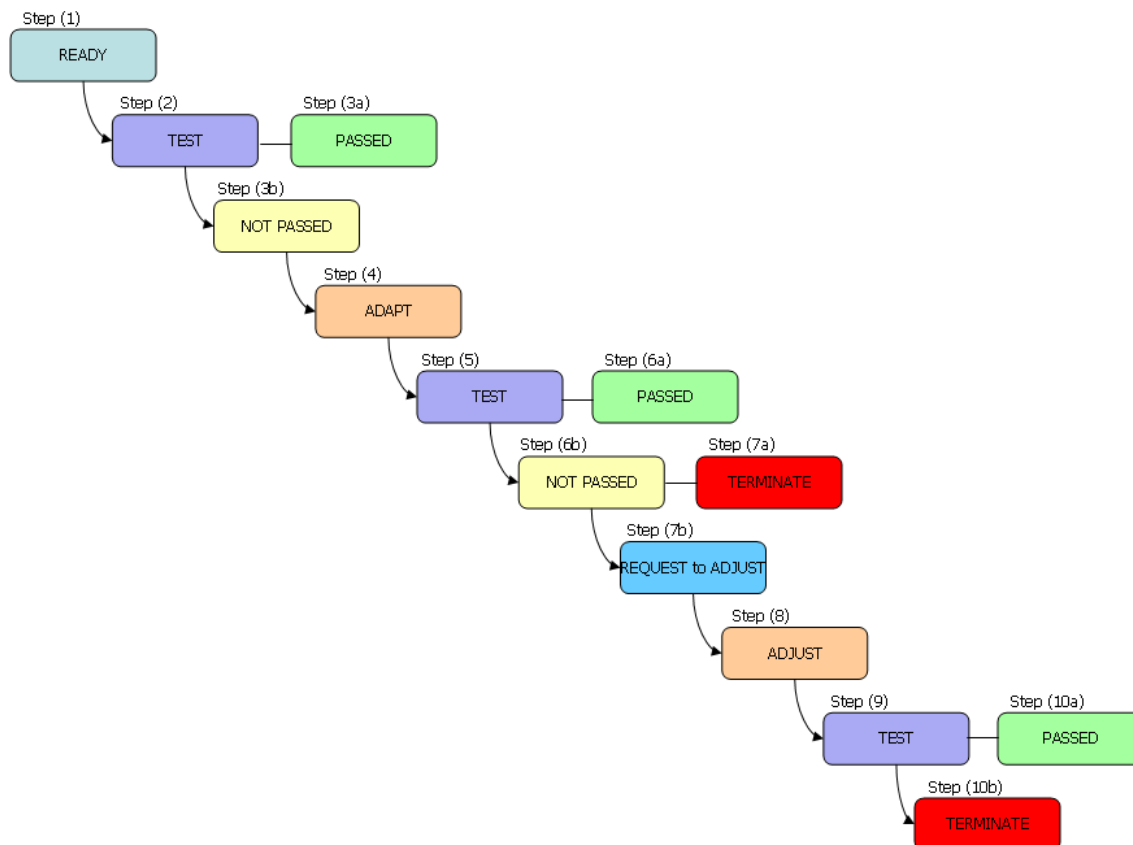 Step (1)
READY
Step (2)
Step (3a)
TEST
PASSED
Step (3b)
NOT PASSED
Step (4)
ADAPT
Step (5)
Step (6a)
TEST
PASSED
Step (6b)
Step (7a)
NOT PASSED
TERMINATE
Step (7b)
REQUEST to ADJUST
Step (8)
ADJUST
Step (9)
Step (10a)
TEST
PASSED
Step (10b)
TERMINATE